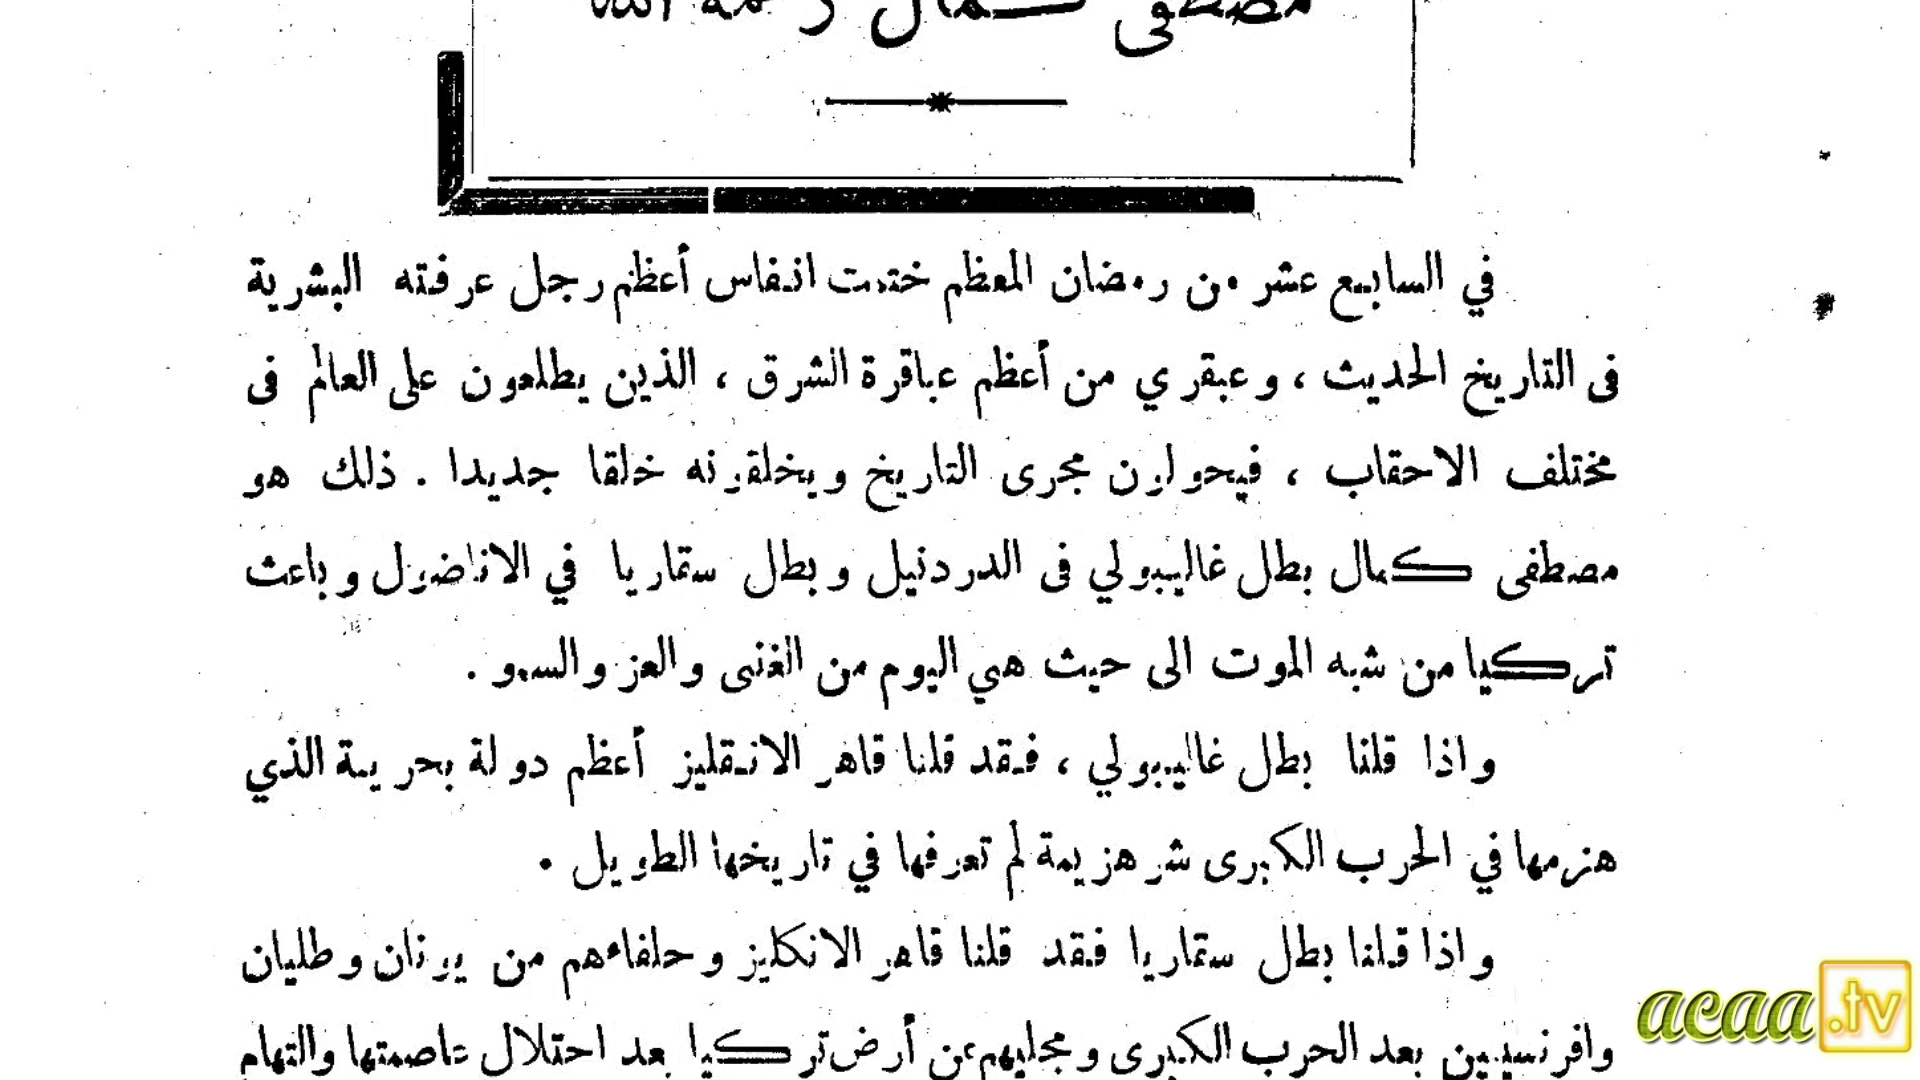 مصطفى كمال رحمه الله
في السابع عشر من رمضان المعظم ختمت انفاس أعظم رجل عرفته البشرية
فى التاريخ الحديث ، وعبقري من أعظم عباقرة الشرق ، الذين يطلعون على العالم فى
مختلف الاحقاب ، فيحولون مجرى التاريخ ويخلقونه خلقا جديدا . ذلك هو
مصطفى كمال بطل غاليبولي فى الدردنيل وبطل سقاريا في الاناضول وباعث
تركيا من شبه الموت الى حيث هي اليوم من الغنى والعز والسمو .
واذا قلنا بطل غاليبولي ، فقد قلنا قاهر الانقليز أعظم دولة بحرية الذي
هزمها في الحرب الكبرى شر هزيمة لم تعرفها في تاريخها الطويل .
واذا قلنا بطل سقاريا فقد قلنا قاهر الانكليز وحلفاءهم من يونان وطليان
وافرنسيين بعد الحرب الكبرى ومجليهم عن أرض تركيا بعد احتلال عاصمتها والتهام
acaa.tv